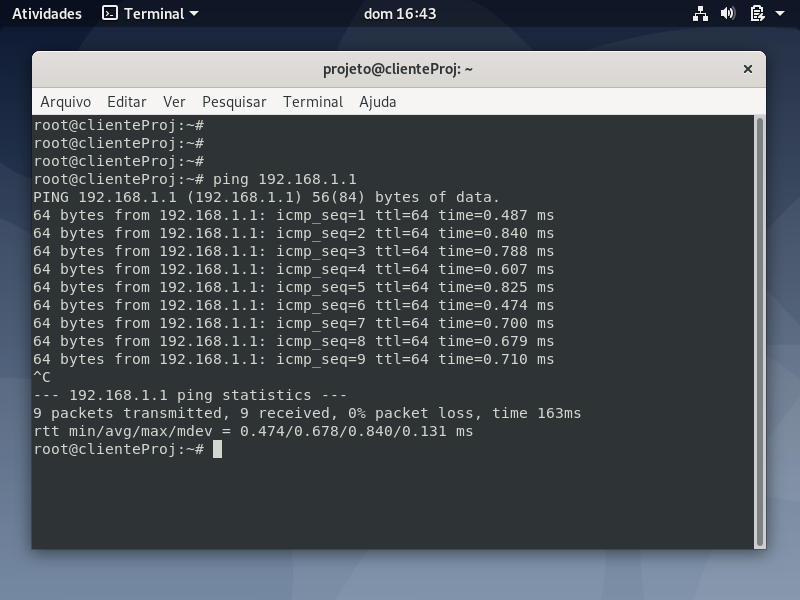 Atividades Terminal dom 16:43
projeto@clienteProj: ~ ×
Arquivo Editar Ver Pesquisar Terminal Ajuda
root@clienteProj:~#
root@clienteProj:~#
root@clienteProj:~#
root@clienteProj:~# ping 192.168.1.1
PING 192.168.1.1 (192.168.1.1) 56(84) bytes of data.
64 bytes from 192.168.1.1: icmp_seq=1 ttl=64 time=0.487 ms
64 bytes from 192.168.1.1: icmp_seq=2 ttl=64 time=0.840 ms
64 bytes from 192.168.1.1: icmp_seq=3 ttl=64 time=0.788 ms
64 bytes from 192.168.1.1: icmp_seq=4 ttl=64 time=0.607 ms
64 bytes from 192.168.1.1: icmp_seq=5 ttl=64 time=0.825 ms
64 bytes from 192.168.1.1: icmp_seq=6 ttl=64 time=0.474 ms
64 bytes from 192.168.1.1: icmp_seq=7 ttl=64 time=0.700 ms
64 bytes from 192.168.1.1: icmp_seq=8 ttl=64 time=0.679 ms
64 bytes from 192.168.1.1: icmp_seq=9 ttl=64 time=0.710 ms
^C
--- 192.168.1.1 ping statistics ---
9 packets transmitted, 9 received, 0% packet loss, time 163ms
rtt min/avg/max/mdev = 0.474/0.678/0.840/0.131 ms
root@clienteProj:~#